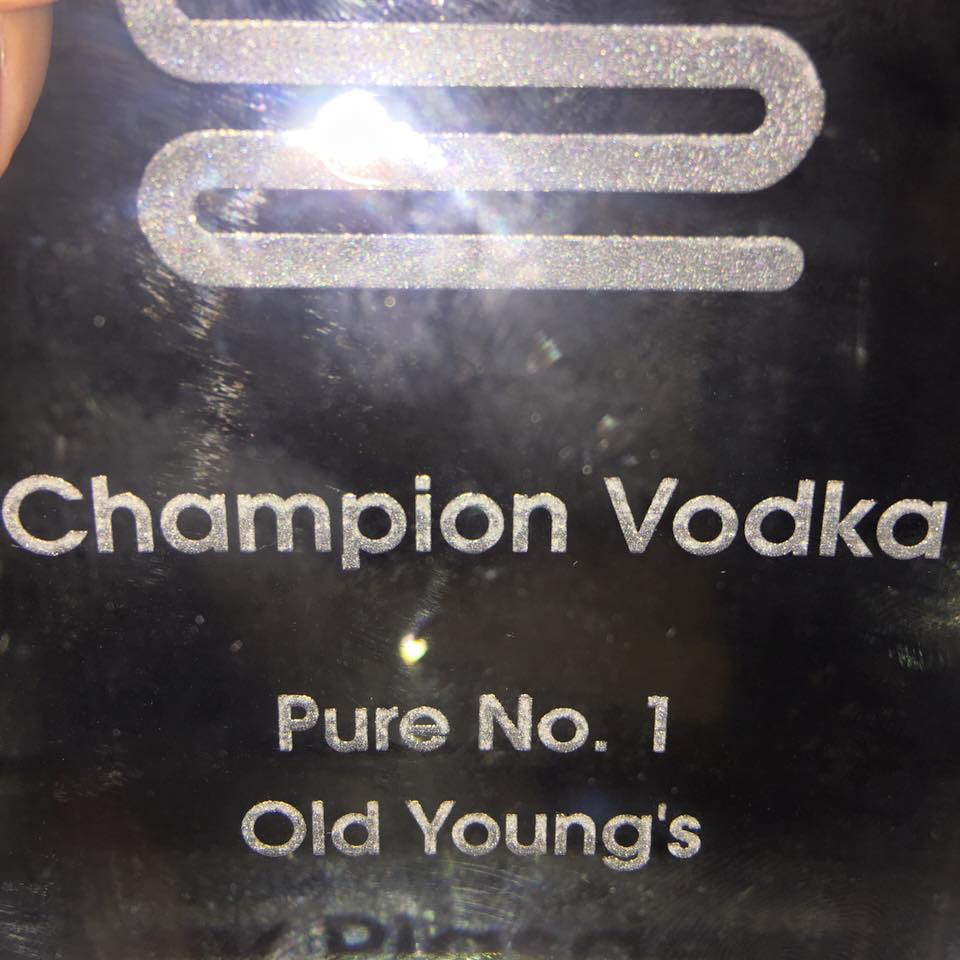 Champion Vodka
Pure No. 1
Old Young's